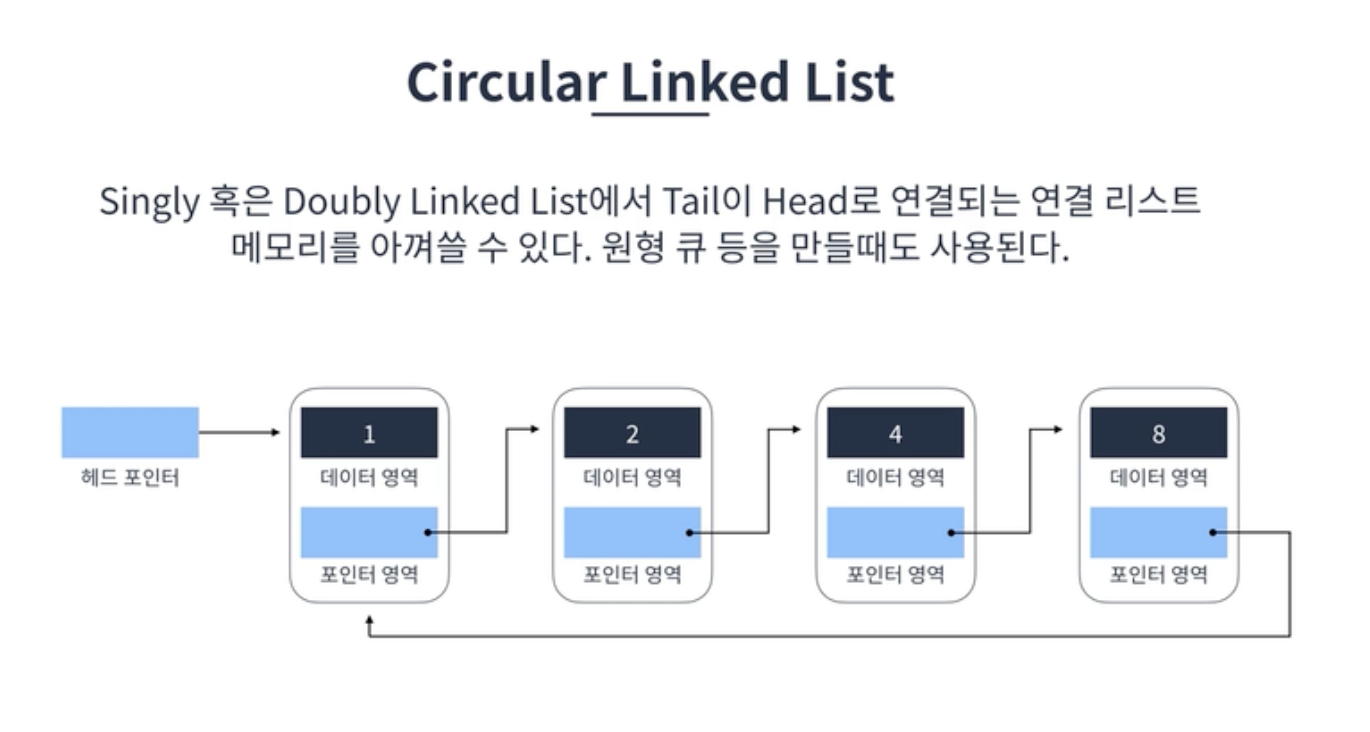 Circular Linked List
Singly 혹은 Doubly Linked List에서 Tail이 Head로 연결되는 연결 리스트
메모리를 아껴쓸 수 있다. 원형 큐 등을 만들때도 사용된다.
1
2
4
8
헤드 포인터
데이터 영역
데이터 영역
데이터 영역
데이터 영역
포인터 영역
포인터 영역
포인터 영역
포인터 영역